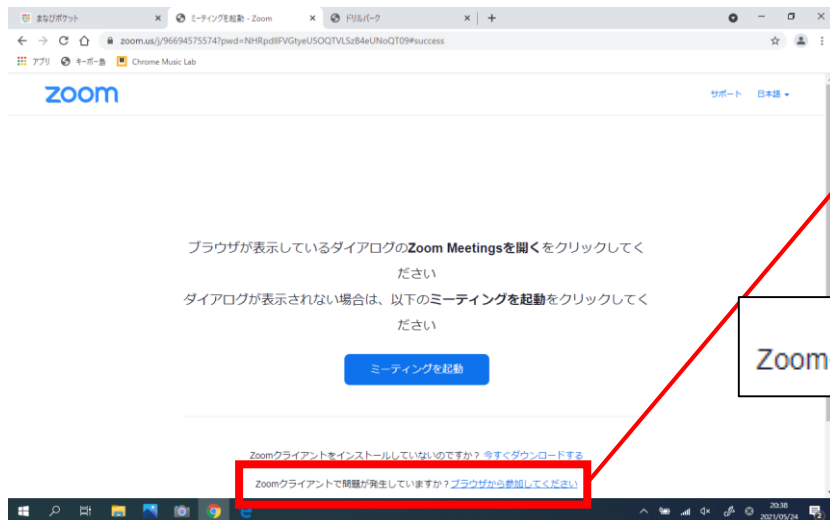 まなびポケット
ミーティングを起動 - Zoom
ドリルパーク
zoom.us/j/96694575574?pwd=NHRpdllFVGtyeU5OQTVLSzB4eUNoQT09#success
アプリ
キーボー島
Chrome Music Lab
zoom
サポート 日本語
ブラウザが表示しているダイアログのZoom Meetingsを開くをクリックしてく
ださい
ダイアログが表示されない場合は、以下のミーティングを起動をクリックしてく
ださい
Zoom
ミーティングを起動
Zoomクライアントをインストールしていないのですか？ 今すぐダウンロードする
Zoomクライアントで問題が発生していますか？ブラウザから参加してください
20:38
2021/05/24